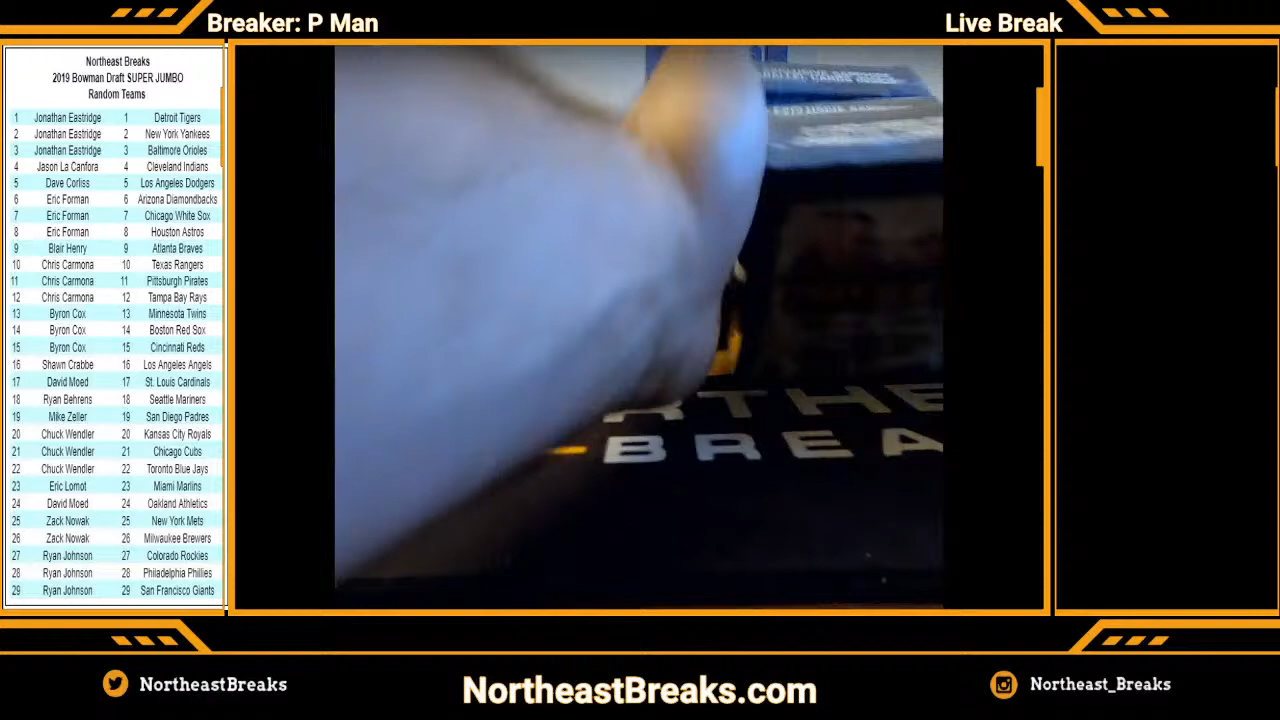 Breaker: P Man
Live Break
Northeast Breaks
2019 Bowman Draft SUPER JUMBO
Random Teams
1 Jonathan Eastridge 1 Detroit Tigers
2 Jonathan Eastridge 2 New York Yankees
3 Jonathan Eastridge 3 Baltimore Orioles
4 Jason La Canfora 4 Cleveland Indians
5 Dave Corliss 5 Los Angeles Dodgers
6 Eric Forman 6 Arizona Diamondbacks
7 Eric Forman 7 Chicago White Sox
8 Eric Forman 8 Houston Astros
9 Blair Henry 9 Atlanta Braves
10 Chris Carmona 10 Texas Rangers
11 Chris Carmona 11 Pittsburgh Pirates
12 Chris Carmona 12 Tampa Bay Rays
13 Byron Cox 13 Minnesota Twins
14 Byron Cox 14 Boston Red Sox
15 Byron Cox 15 Cincinnati Reds
16 Shawn Crabbe 16 Los Angeles Angels
17 David Moed 17 St. Louis Cardinals
18 Ryan Behrens 18 Seattle Mariners
19 Mike Zeller 19 San Diego Padres
20 Chuck Wendler 20 Kansas City Royals
21 Chuck Wendler 21 Chicago Cubs
22 Chuck Wendler 22 Toronto Blue Jays
23 Eric Lomot 23 Miami Marlins
24 David Moed 24 Oakland Athletics
25 Zack Nowak 25 New York Mets
26 Zack Nowak 26 Milwaukee Brewers
27 Ryan Johnson 27 Colorado Rockies
28 Ryan Johnson 28 Philadelphia Phillies
29 Ryan Johnson 29 San Francisco Giants
RTHE
BREA
NortheastBreaks
NortheastBreaks.com
Northeast_Breaks